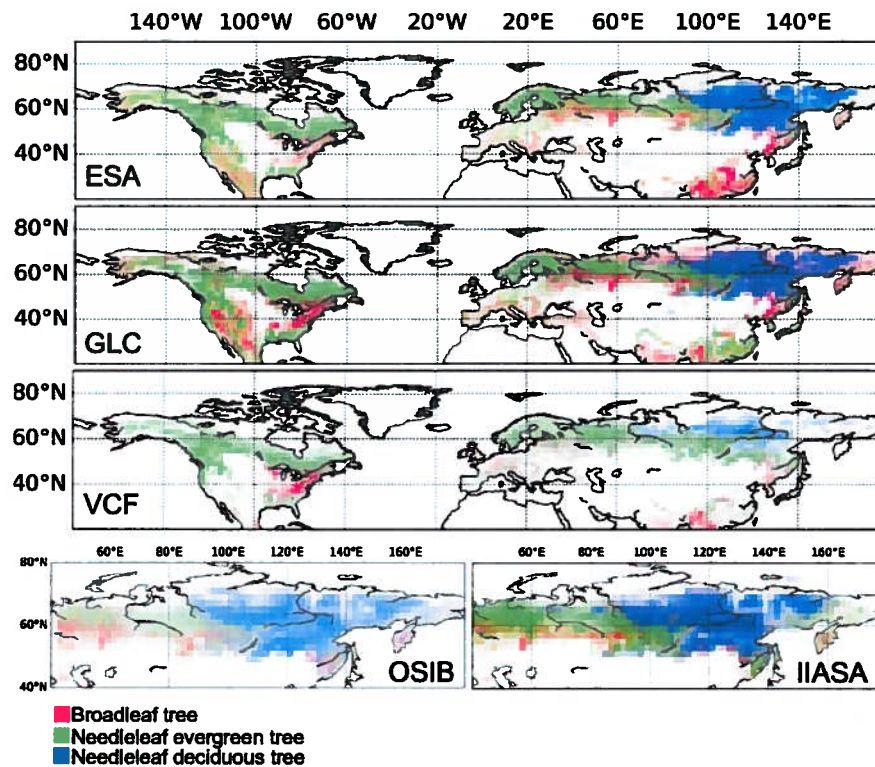 140°W 100°W 60°W 20°W 20°E 60°E 100°E 140°E
80°N
60°N
40°N
ESA
80°N
60°N
40°N
GLC
80°N
60°N
40°N
VCF
60°E 80°E 100°E 120°E 140°E 160°E
60°E 80°E 100°E 120°E 140°E 160°E
80°N
60°N
40°N
OSIB
IIASA
Broadleaf tree
Needleleaf evergreen tree
Needleleaf deciduous tree